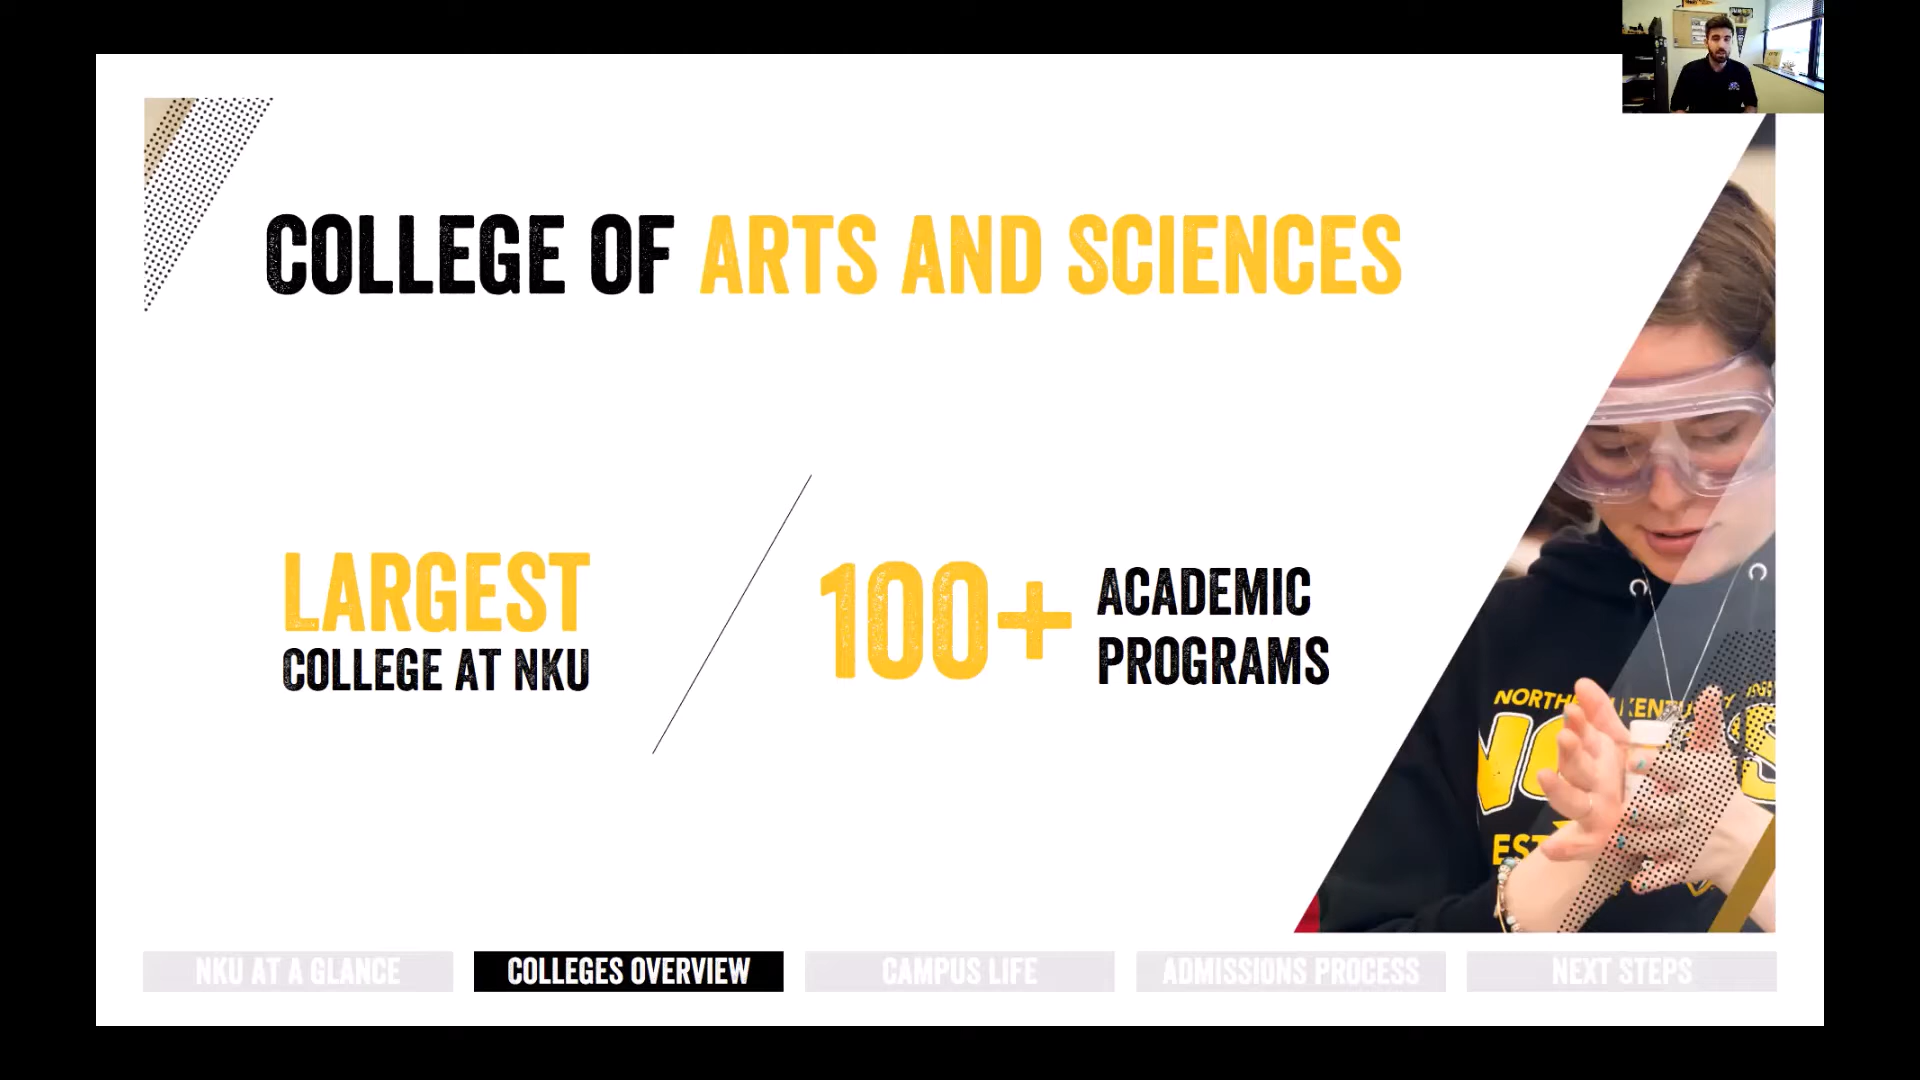 COLLEGE OF ARTS AND SCIENCES
LARGEST
COLLEGE AT NKU
100+
ACADEMIC
PROGRAMS
EST
NKU AT A GLANCE
COLLEGES OVERVIEW
CAMPUS LIFE
ADMISSIONS PROCESS
NEXT STEPS